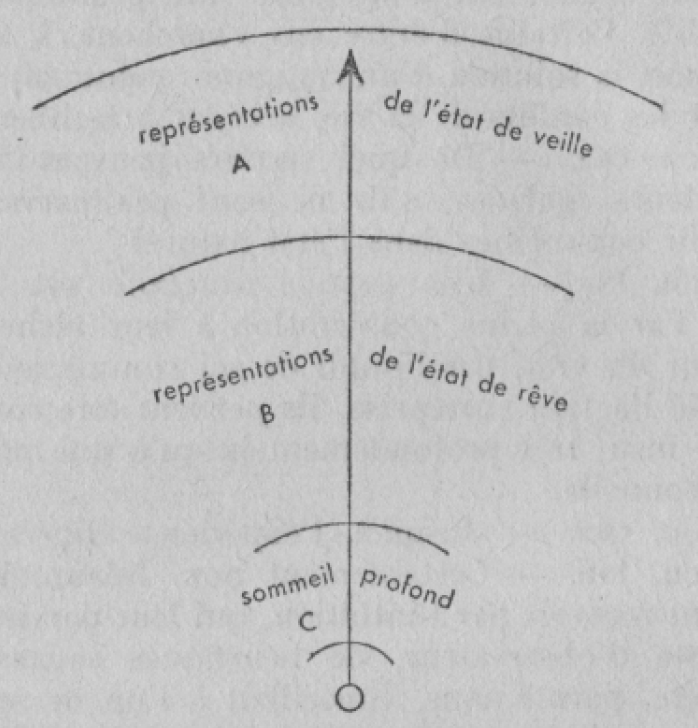 représentations de l'état de veille
A
représentations de l'état de rêve
B
sommeil profond
C